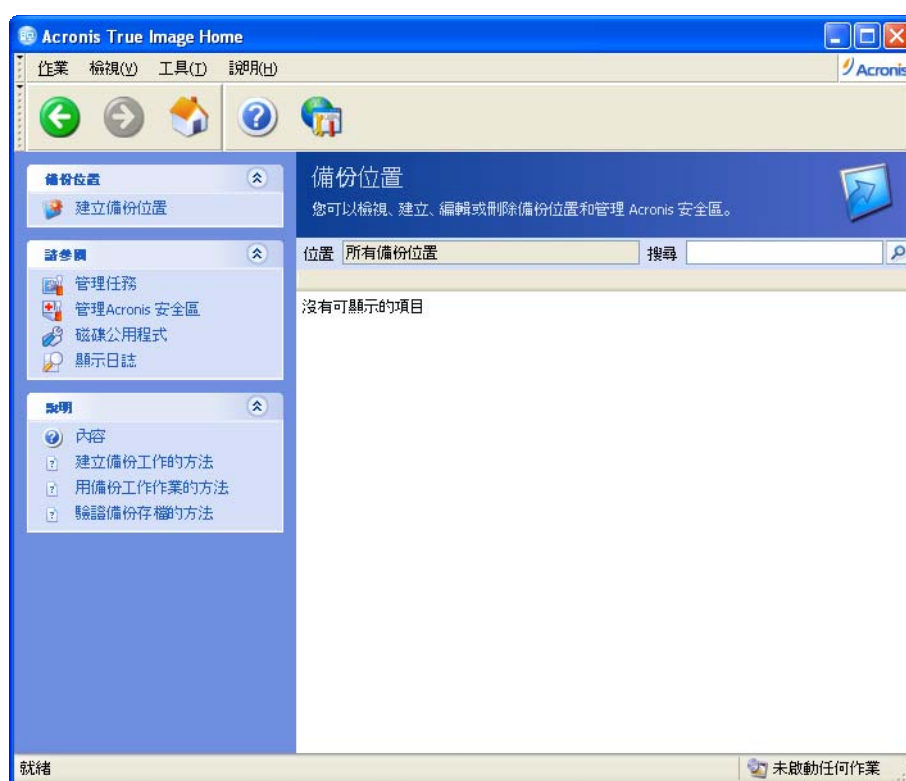 Acronis True Image Home
作業 檢視(V) 工具(T) 說明(H)
Acronis
備份位置
建立備份位置
請參閱
管理任務
管理Acronis 安全區
磁碟公用程式
顯示日誌
說明
內容
建立備份工作的方法
用備份工作作業的方法
驗證備份存檔的方法
備份位置
您可以檢視、建立、編輯或刪除備份位置和管理 Acronis 安全區。
位置 所有備份位置 搜尋
沒有可顯示的項目
就緒 未啟動任何作業